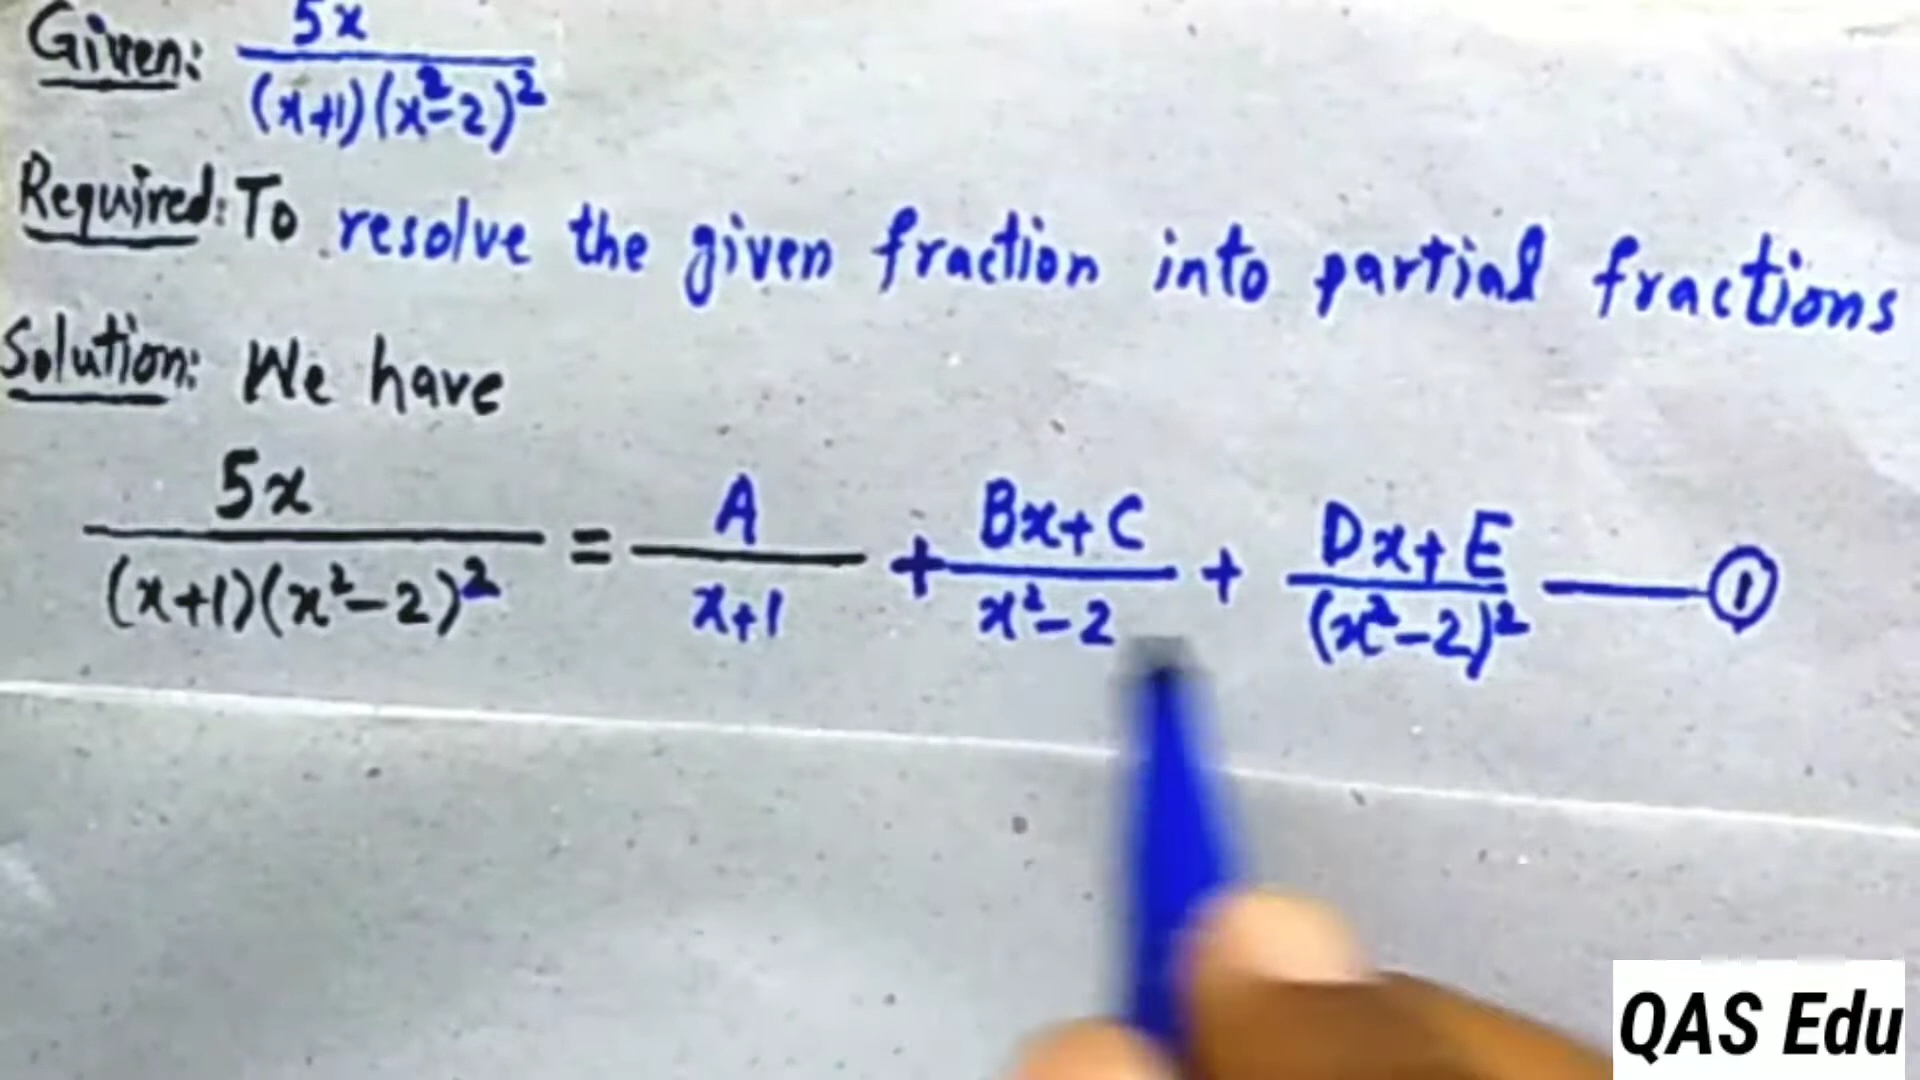 Given: 5x/(x+1)(x²-2)²
Required: To resolve the given fraction into partial fractions
Solution: We have
5x/(x+1)(x²-2)² = A/x+1 + Bx+C/x²-2 + Dx+E/(x²-2)² —— ①
QAS Edu